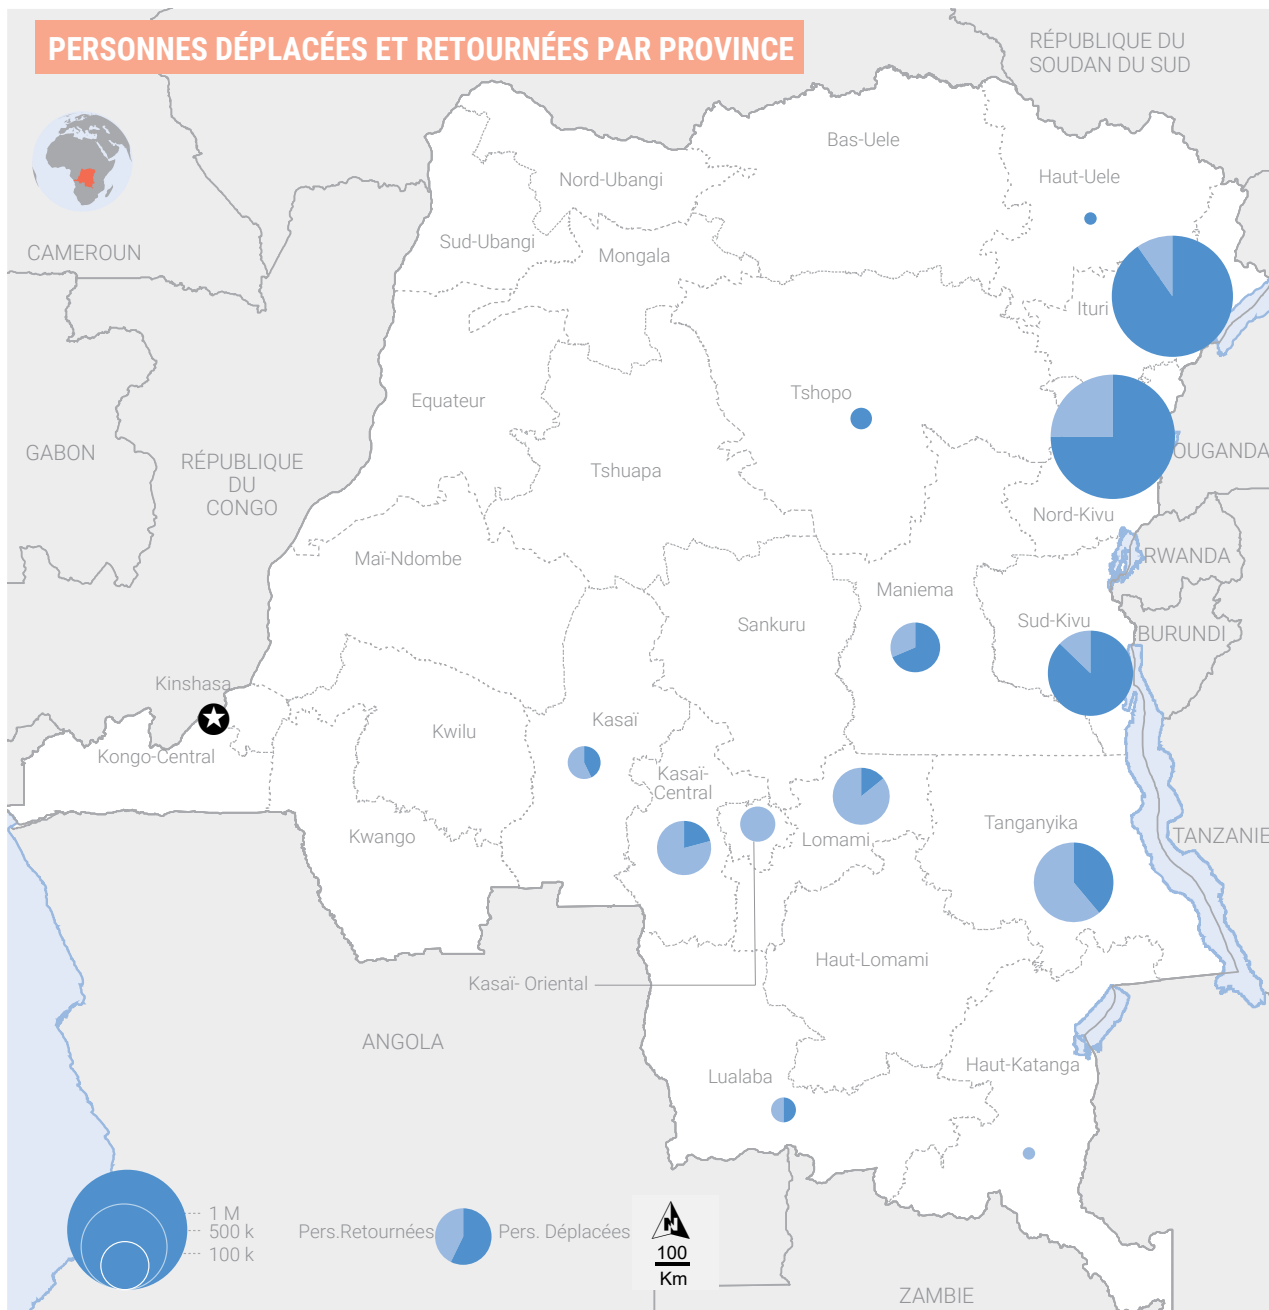 PERSONNES DÉPLACÉES ET RETOURNÉES PAR PROVINCE
RÉPUBLIQUE DU
SOUDAN DU SUD
Bas-Uele
Haut-Uele
Nord-Ubangi
Sud-Ubangi
Mongala
CAMEROUN
Ituri
Equateur
Tshopo
GABON
RÉPUBLIQUE
DU
CONGO
Tshuapa
OUGANDA
Nord-Kivu
Maï-Ndombe
RWANDA
Maniema
Sankuru
Sud-Kivu
BURUNDI
Kinshasa
Kasaï
Kwilu
Kongo-Central
Kasaï-
Central
Kwango
Lomami
Tanganyika
TANZANIE
Haut-Lomami
Kasaï- Oriental
ANGOLA
Lualaba
Haut-Katanga
1 M
500 k
100 k
Pers.Retournées
Pers. Déplacées
N
100
Km
ZAMBIE